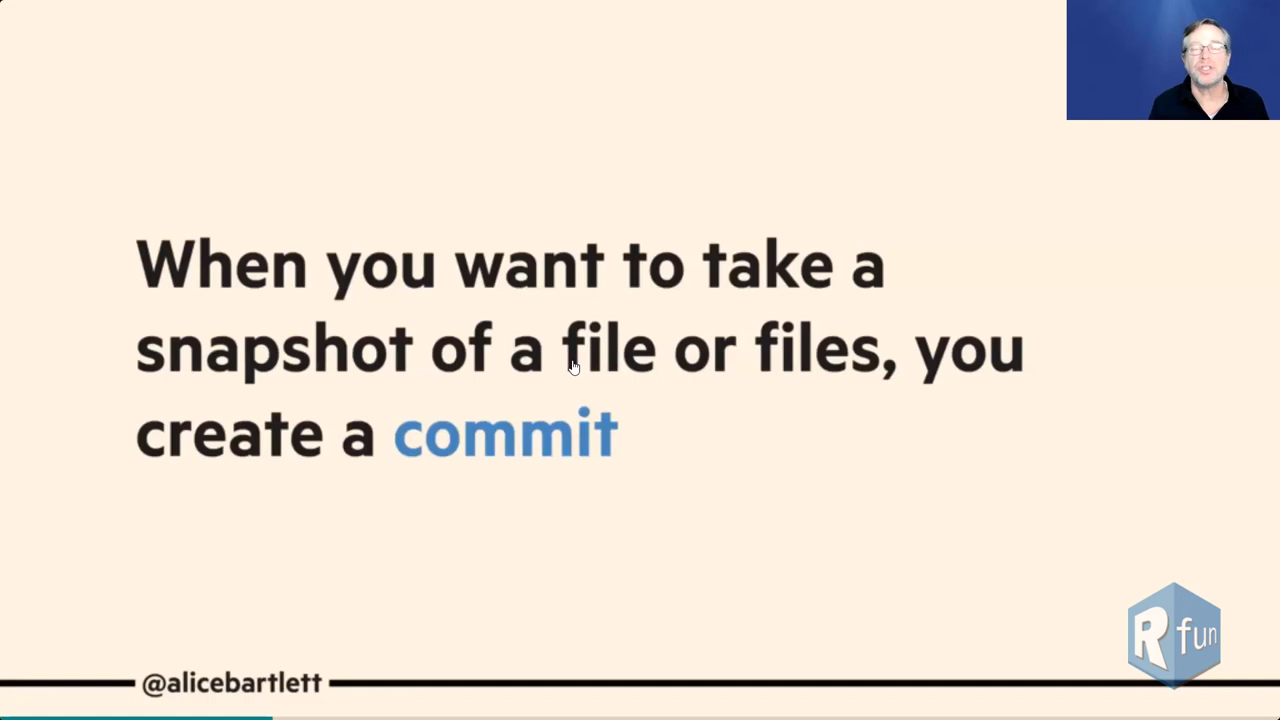 When you want to take a
snapshot of a file or files, you
create a commit
R fun
@alicebartlett